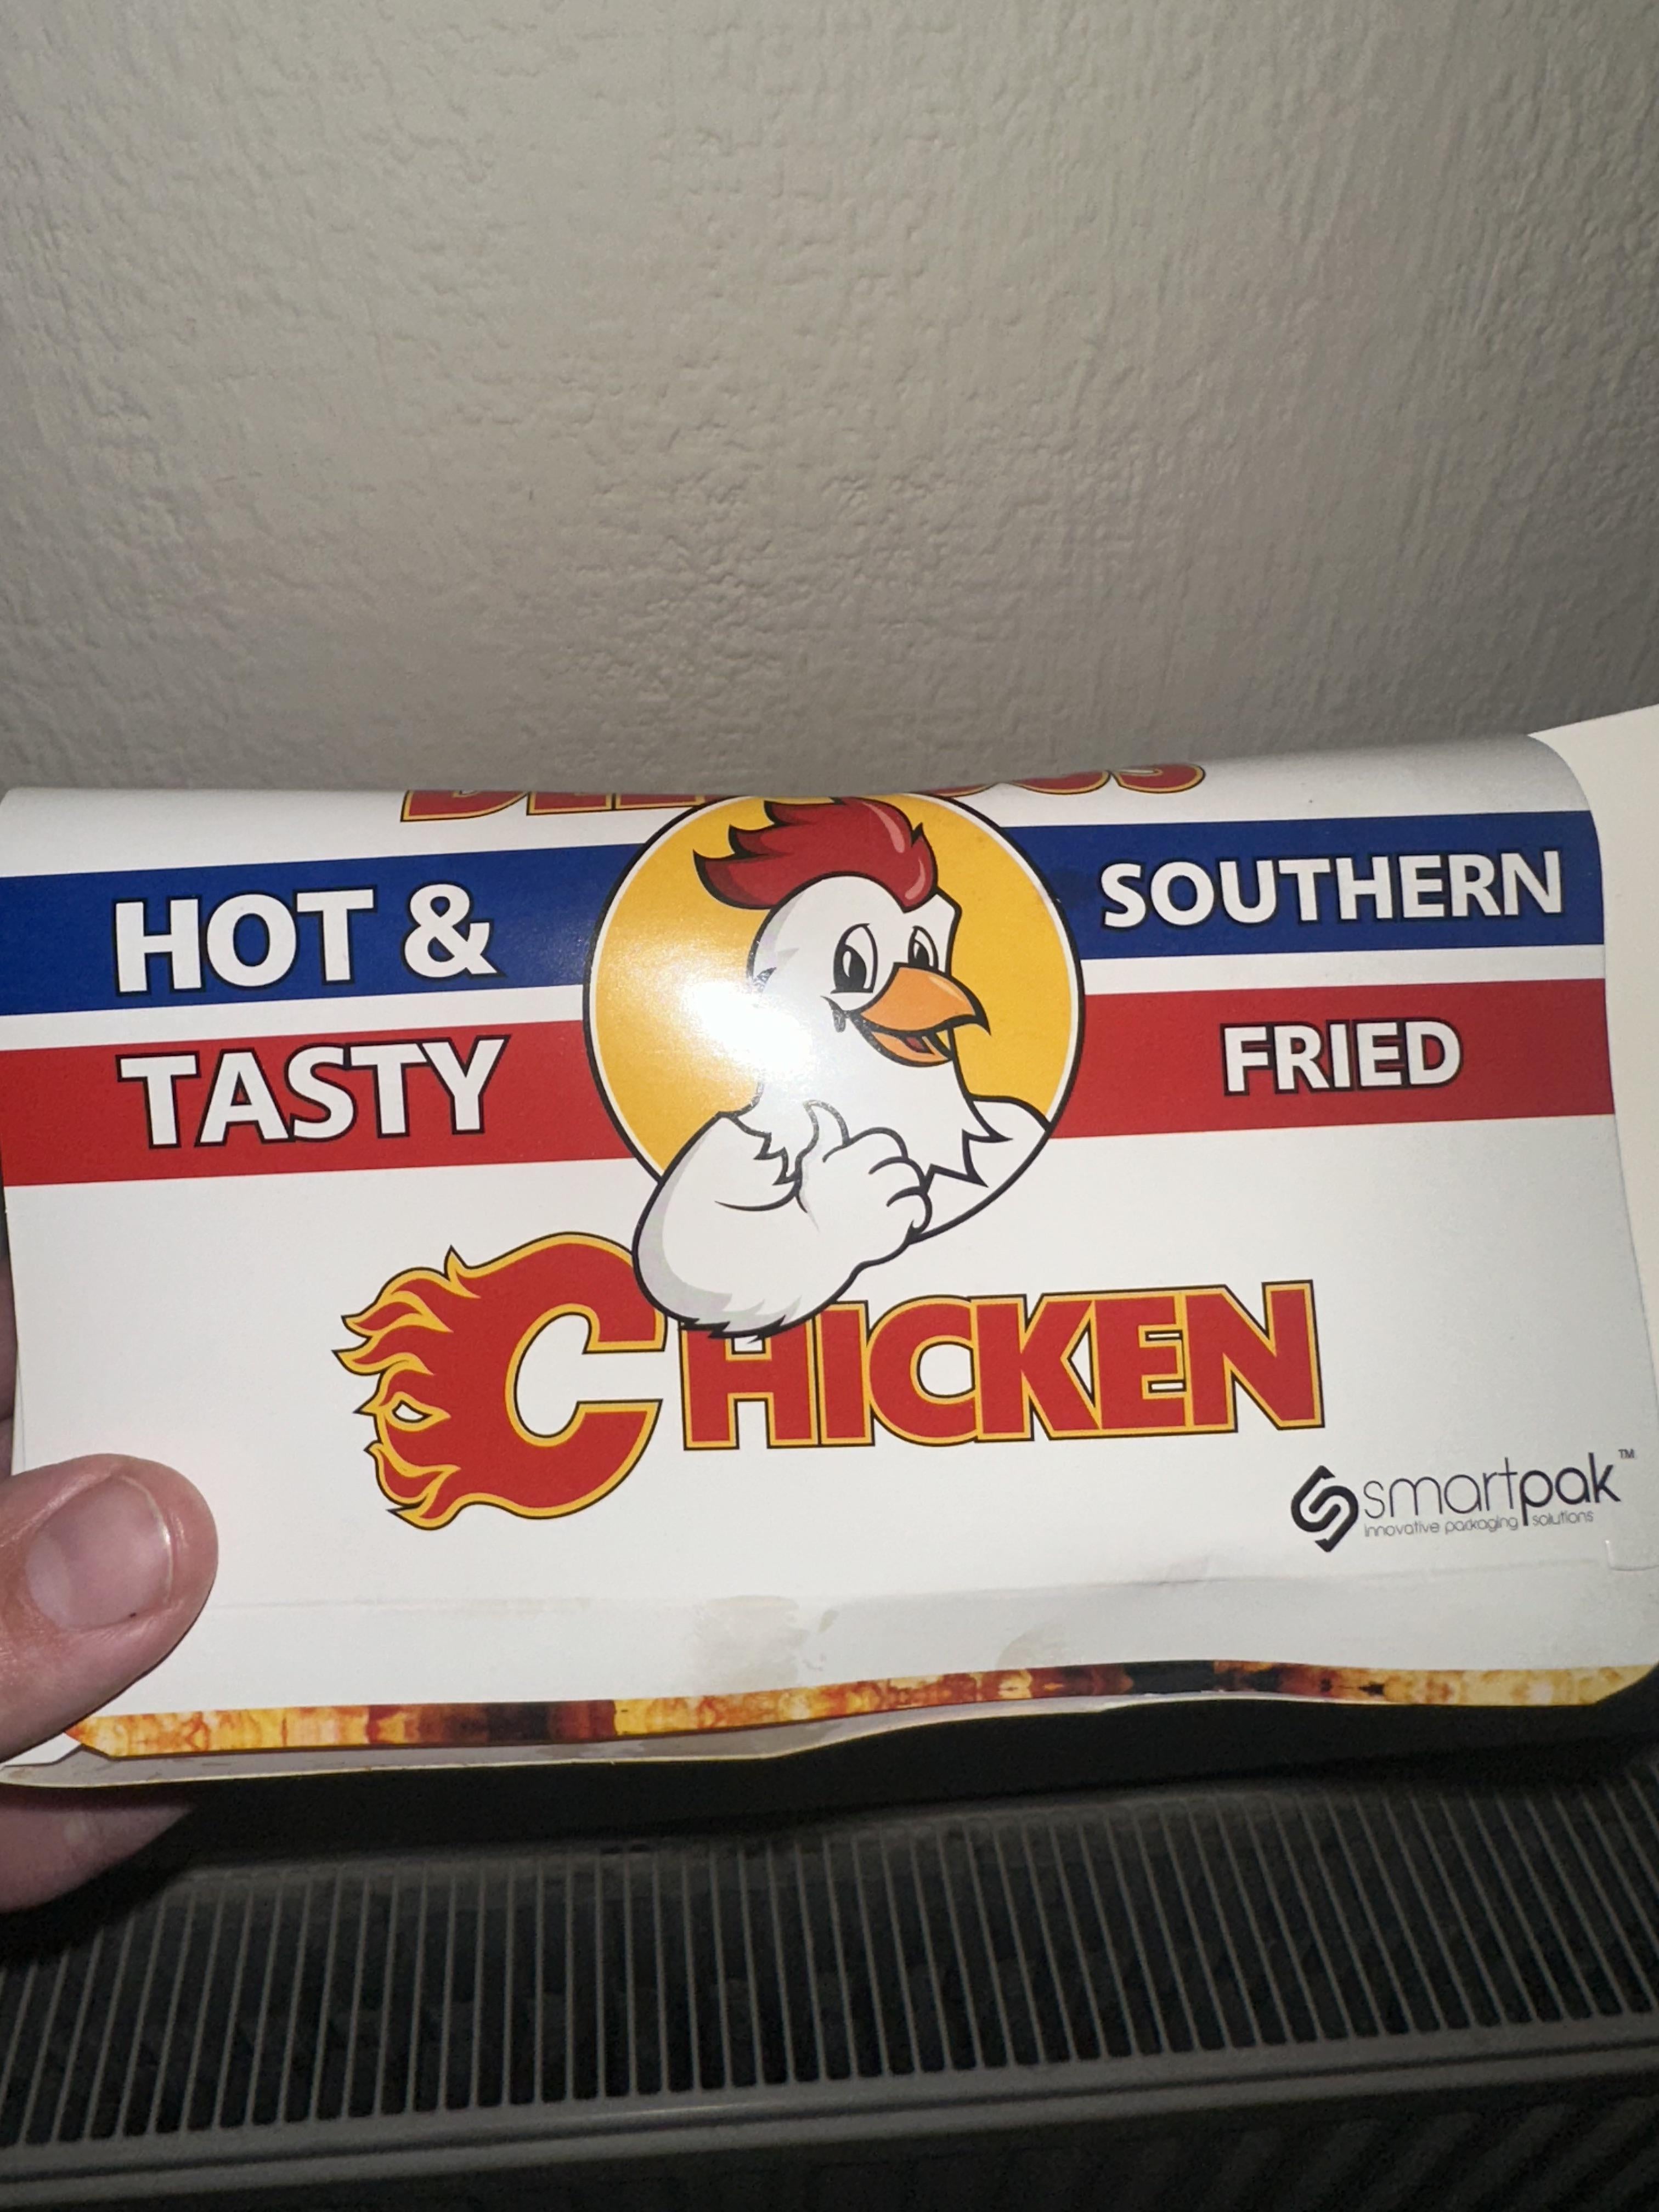 HOT &
TASTY
SOUTHERN
FRIED
CHICKEN
smartpak™
innovative packaging solutions